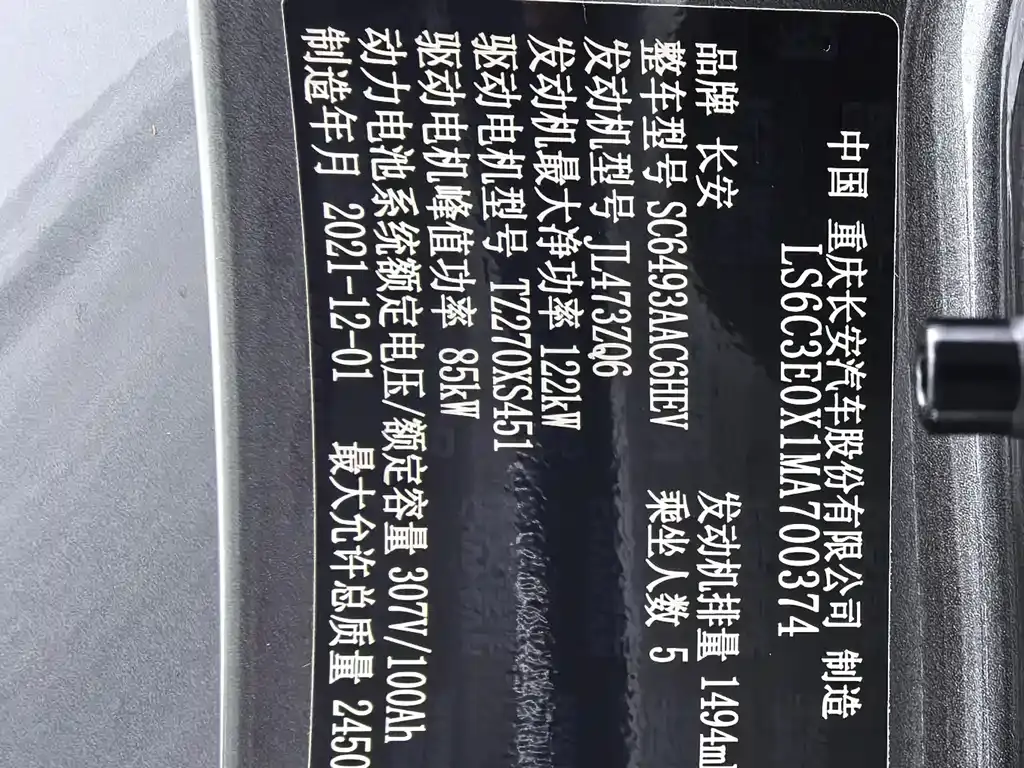 中国 重庆长安汽车股份有限公司 制造
LS6C3E0X1MA700374
品牌 长安 发动机排量 1494ml
整车型号 SC6493AAC6HEV 乘坐人数 5
发动机型号 JL473ZQ6
发动机最大净功率 122kW
驱动电机型号 TZ270XS451
驱动电机峰值功率 85kW
动力电池系统额定电压/额定容量 307V/100Ah
制造年月 2021-12-01 最大允许总质量 2450